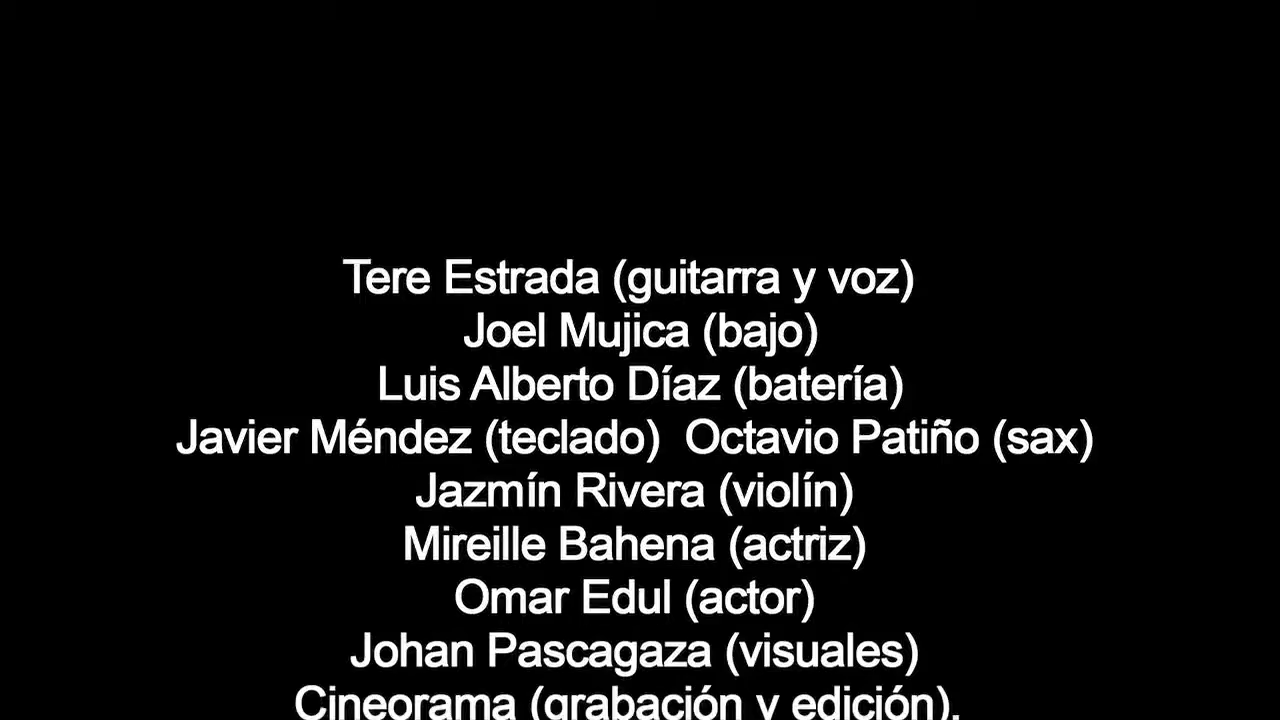 Tere Estrada (guitarra y voz)
Joel Mujica (bajo)
Luis Alberto Díaz (batería)
Javier Méndez (teclado)  Octavio Patiño (sax)
Jazmín Rivera (violín)
Mireille Bahena (actriz)
Omar Edul (actor)
Johan Pascagaza (visuales)
Cineorama (grabación y edición).